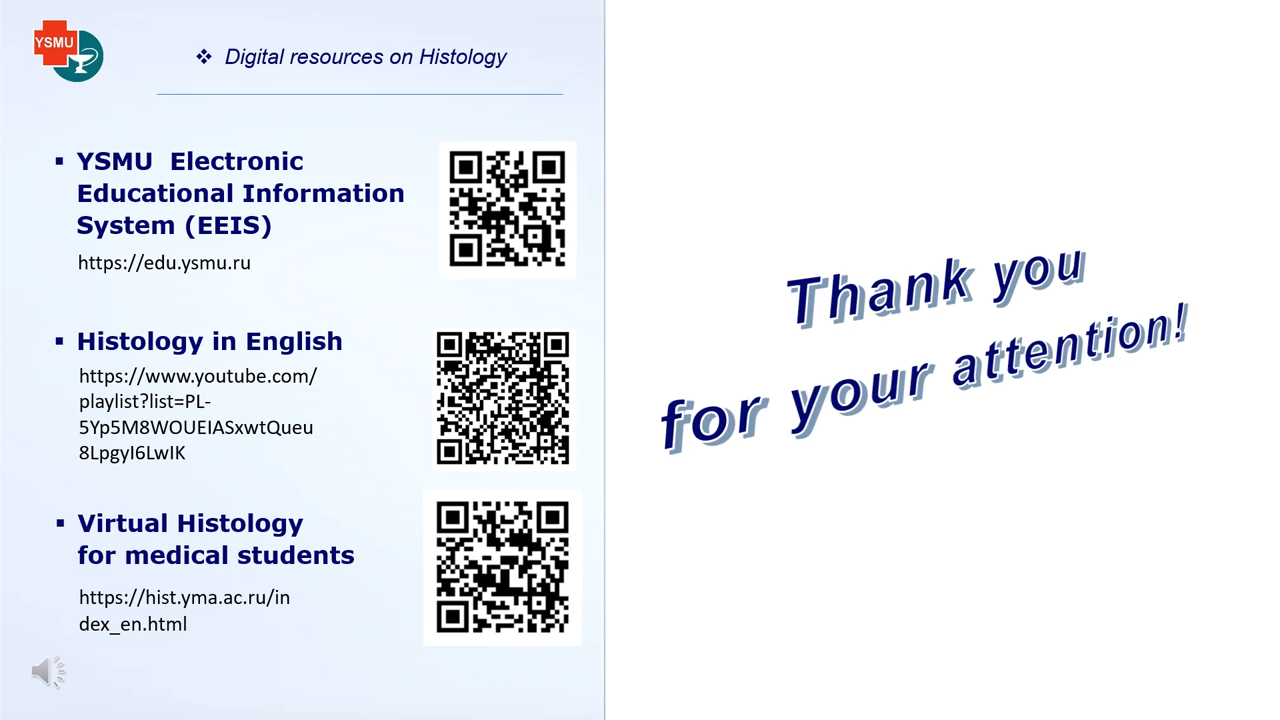 YSMU
❖ Digital resources on Histology
▪ YSMU Electronic
Educational Information
System (EEIS)
https://edu.ysmu.ru
▪ Histology in English
https://www.youtube.com/
playlist?list=PL-
5Yp5M8WOUEIASxwtQueu
8LpgyI6LwIK
▪ Virtual Histology
for medical students
https://hist.yma.ac.ru/in
dex_en.html
Thank you
for your attention!